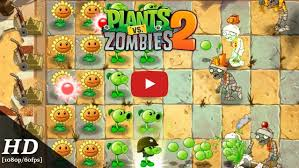 PLANTS
VS.
ZOMBIES 2
HD
[1080p/60fps]